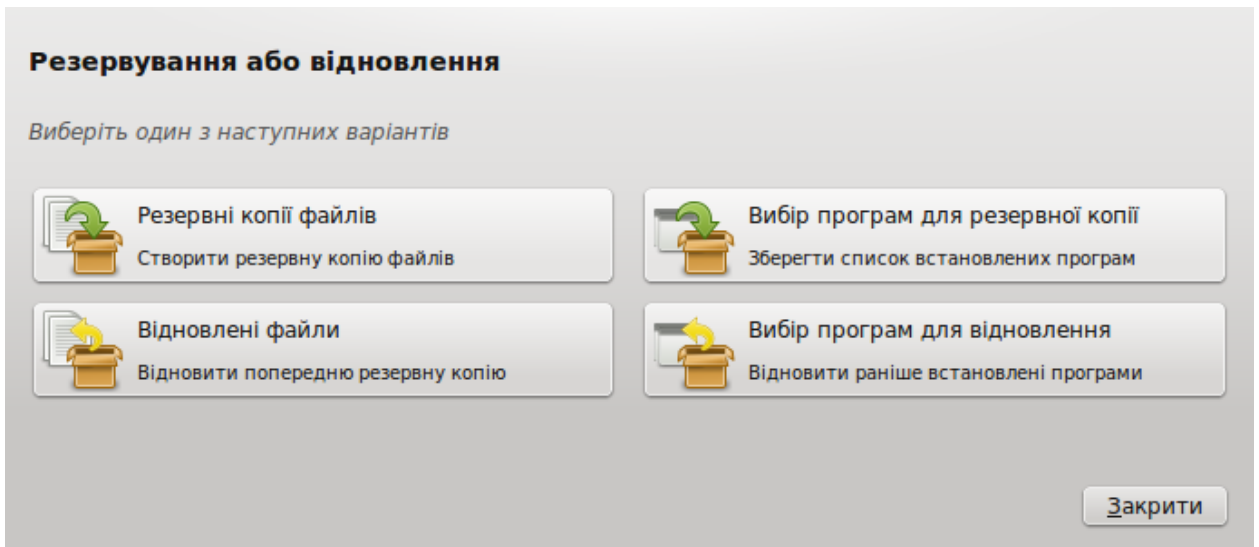 Резервування або відновлення
Виберіть один з наступних варіантів
Резервні копії файлів
Створити резервну копію файлів
Вибір програм для резервної копії
Зберегти список встановлених програм
Відновлені файли
Відновити попередню резервну копію
Вибір програм для відновлення
Відновити раніше встановлені програми
Закрити